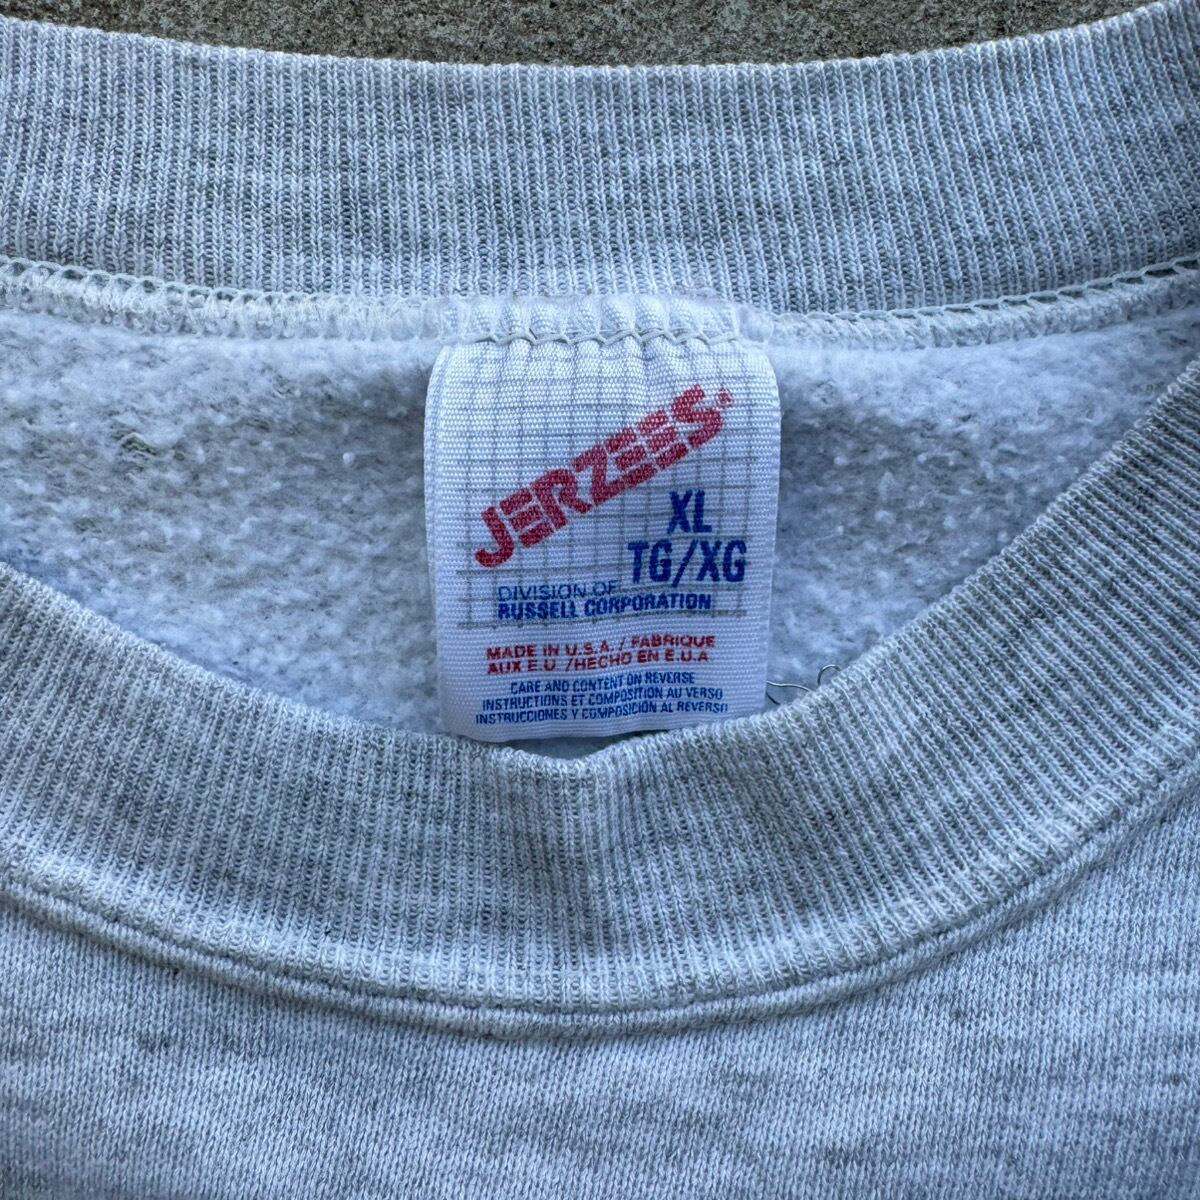 JERZEES
XL
TG/XG
DIVISION OF
RUSSELL CORPORATION
MADE IN U.S.A. / FABRIQUE
AUX E.U /HECHO EN E.U.A
CARE AND CONTENT ON REVERSE
INSTRUCTIONS ET COMPOSITION AU VERSO
INSTRUCCIONES Y COMPOSICIÓN AL REVERSO